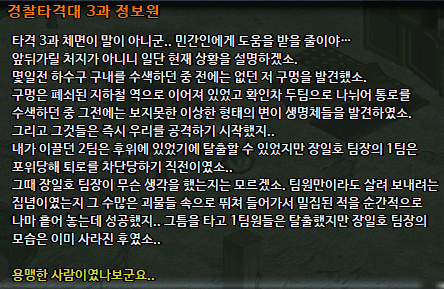 경찰타격대 3과 정보원
타격 3과 체면이 말이 아니군.. 민간인에게 도움을 받을 줄이야…
앞뒤가릴 처지가 아니니 일단 현재 상황을 설명하겠소.
몇일전 하수구 구내를 수색하던 중 전에는 없던 저 구멍을 발견했소.
구멍은 폐쇠된 지하철 역으로 이어져 있었고 확인차 두팀으로 나뉘어 통로를
수색하던 중 그전에는 보지못한 이상한 형태의 변이 생명체들을 발견하였소.
그리고 그것들은 즉시 우리를 공격하기 시작했지..
내가 이끌던 2팀은 후위에 있었기에 탈출할 수 있었지만 장일호 팀장의 1팀은
포위당해 퇴로를 차단당하기 직전이였소..
그때 장일호 팀장이 무슨 생각을 했는지는 모르겠소. 팀원만이라도 살려 보내려는
집념이였는지 그 수많은 괴물들 속으로 뛰쳐 들어가서 밀집된 적을 순간적으로
나마 흩어 놓는데 성공했지.. 그틈을 타고 1팀원들은 탈출했지만 장일호 팀장의
모습은 이미 사라진 후였소..
용맹한 사람이였나보군요..